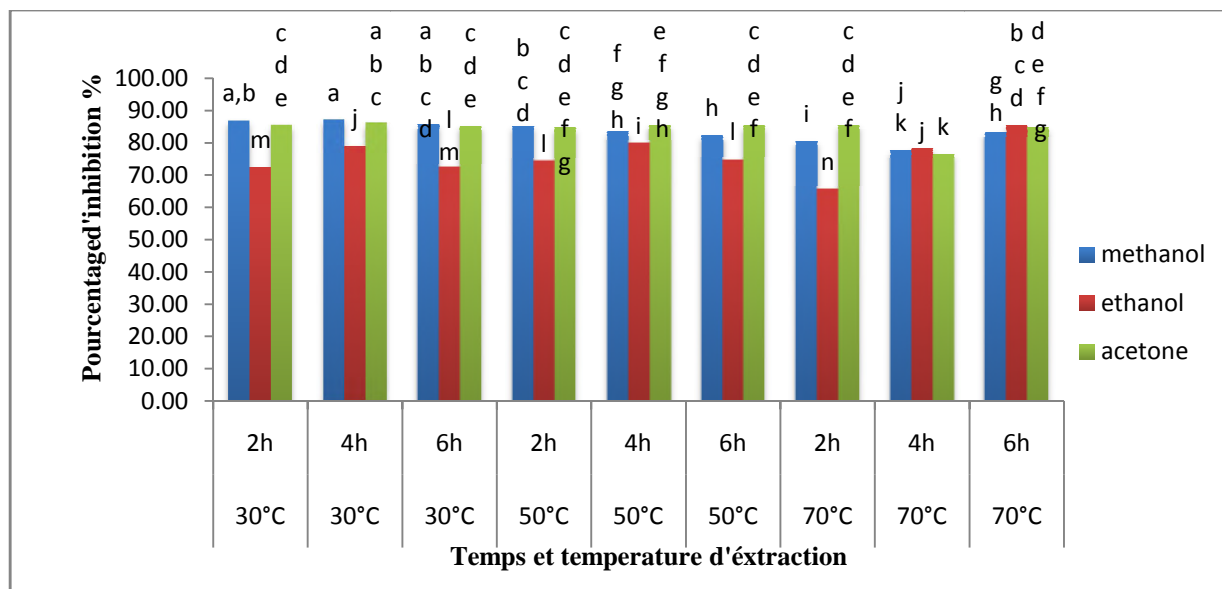 Pourcentaged'inhibition %
100.00
90.00
80.00
70.00
60.00
50.00
40.00
30.00
20.00
10.00
0.00
a,b
m
c d e
a
j
a b c
a b c d
l m
c d e
b c d
l
c d e f g
f g h
i
e f g h
h
l
c d e f
i
n
c d e f
j k
j
k
g h
b c d
d e f g
2h 4h 6h 2h 4h 6h 2h 4h 6h
30°C 30°C 30°C 50°C 50°C 50°C 70°C 70°C 70°C
Temps et temperature d'éxtraction
methanol
ethanol
acetone